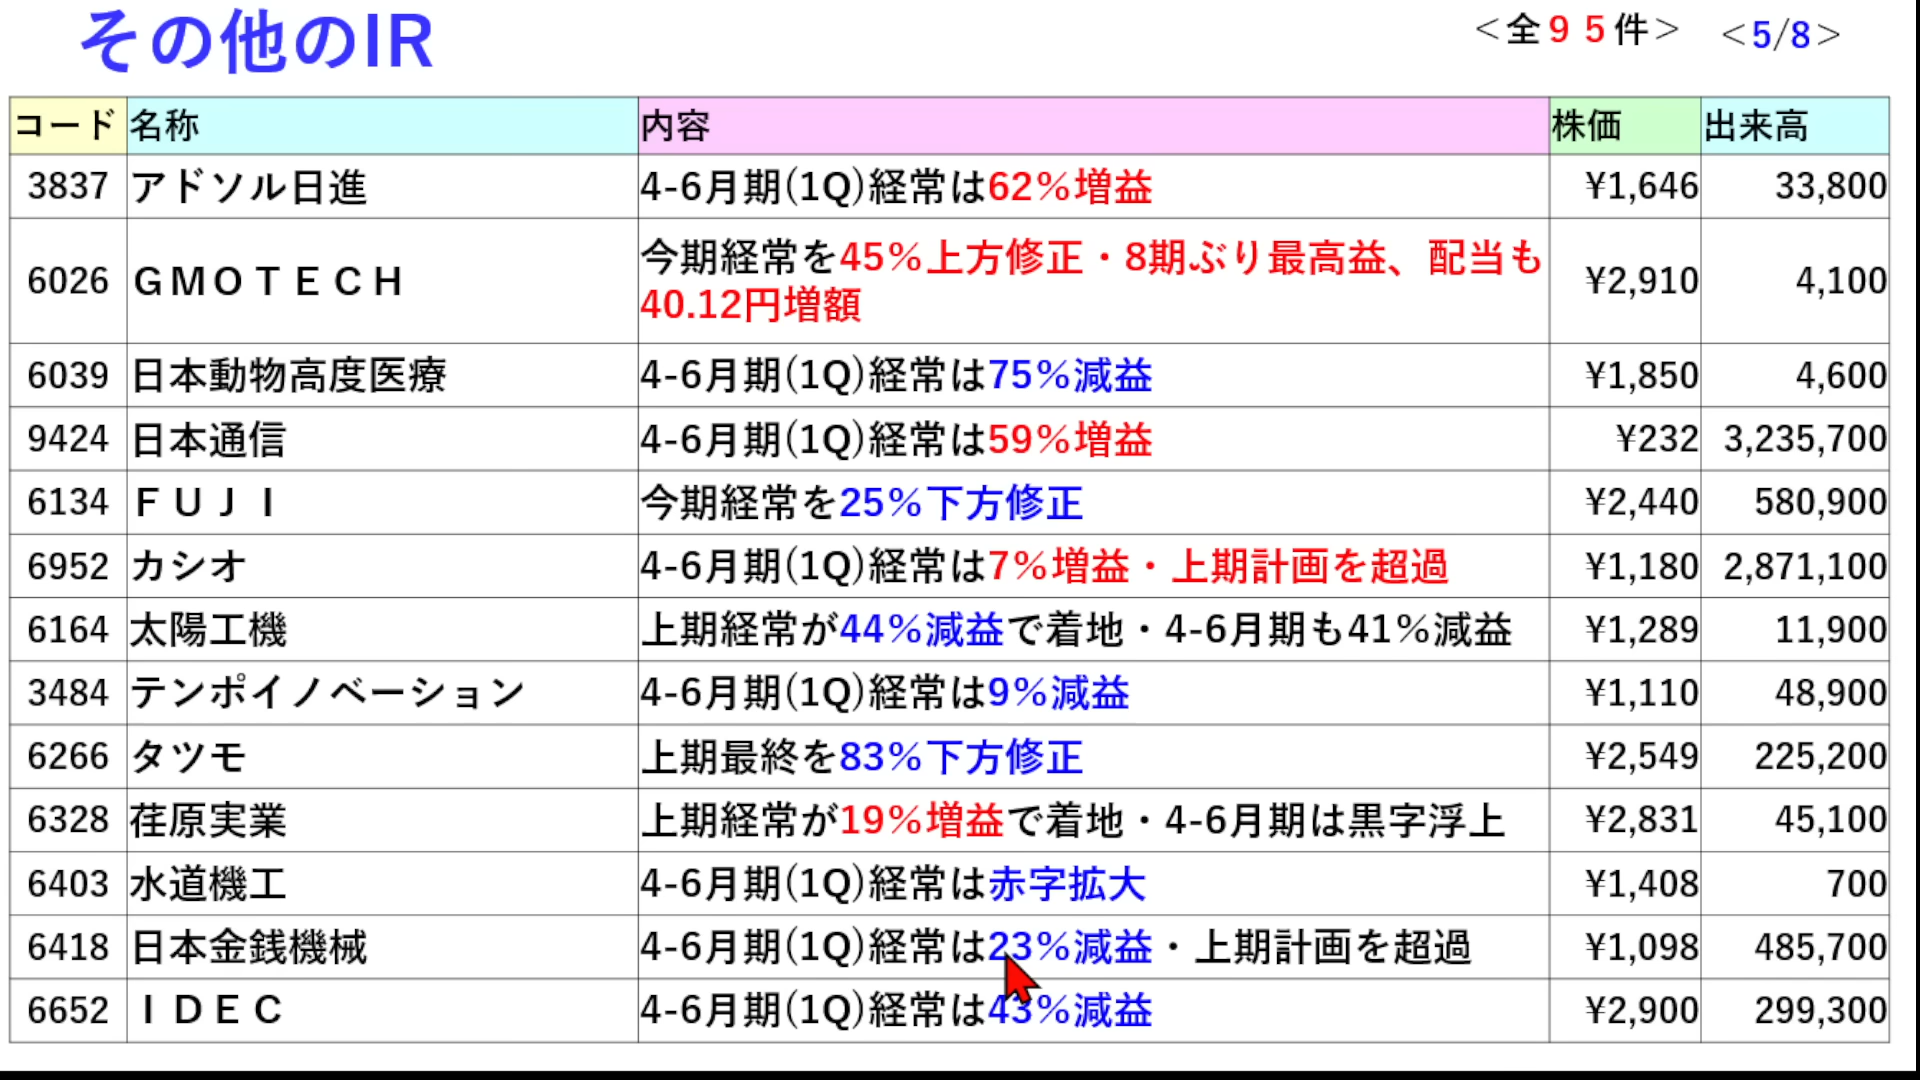 その他のIR
＜全９５件＞ ＜5/8＞
コード 名称 内容 株価 出来高
3837 アドソル日進 4-6月期(1Q)経常は62％増益 ¥1,646 33,800
6026 ＧＭＯＴＥＣＨ 今期経常を45％上方修正・8期ぶり最高益、配当も
40.12円増額 ¥2,910 4,100
6039 日本動物高度医療 4-6月期(1Q)経常は75％減益 ¥1,850 4,600
9424 日本通信 4-6月期(1Q)経常は59％増益 ¥232 3,235,700
6134 ＦＵＪＩ 今期経常を25％下方修正 ¥2,440 580,900
6952 カシオ 4-6月期(1Q)経常は7％増益・上期計画を超過 ¥1,180 2,871,100
6164 太陽工機 上期経常が44％減益で着地・4-6月期も41％減益 ¥1,289 11,900
3484 テンポイノベーション 4-6月期(1Q)経常は9％減益 ¥1,110 48,900
6266 タツモ 上期最終を83％下方修正 ¥2,549 225,200
6328 荏原実業 上期経常が19％増益で着地・4-6月期は黒字浮上 ¥2,831 45,100
6403 水道機工 4-6月期(1Q)経常は赤字拡大 ¥1,408 700
6418 日本金銭機械 4-6月期(1Q)経常は23％減益・上期計画を超過 ¥1,098 485,700
6652 ＩＤＥＣ 4-6月期(1Q)経常は43％減益 ¥2,900 299,300